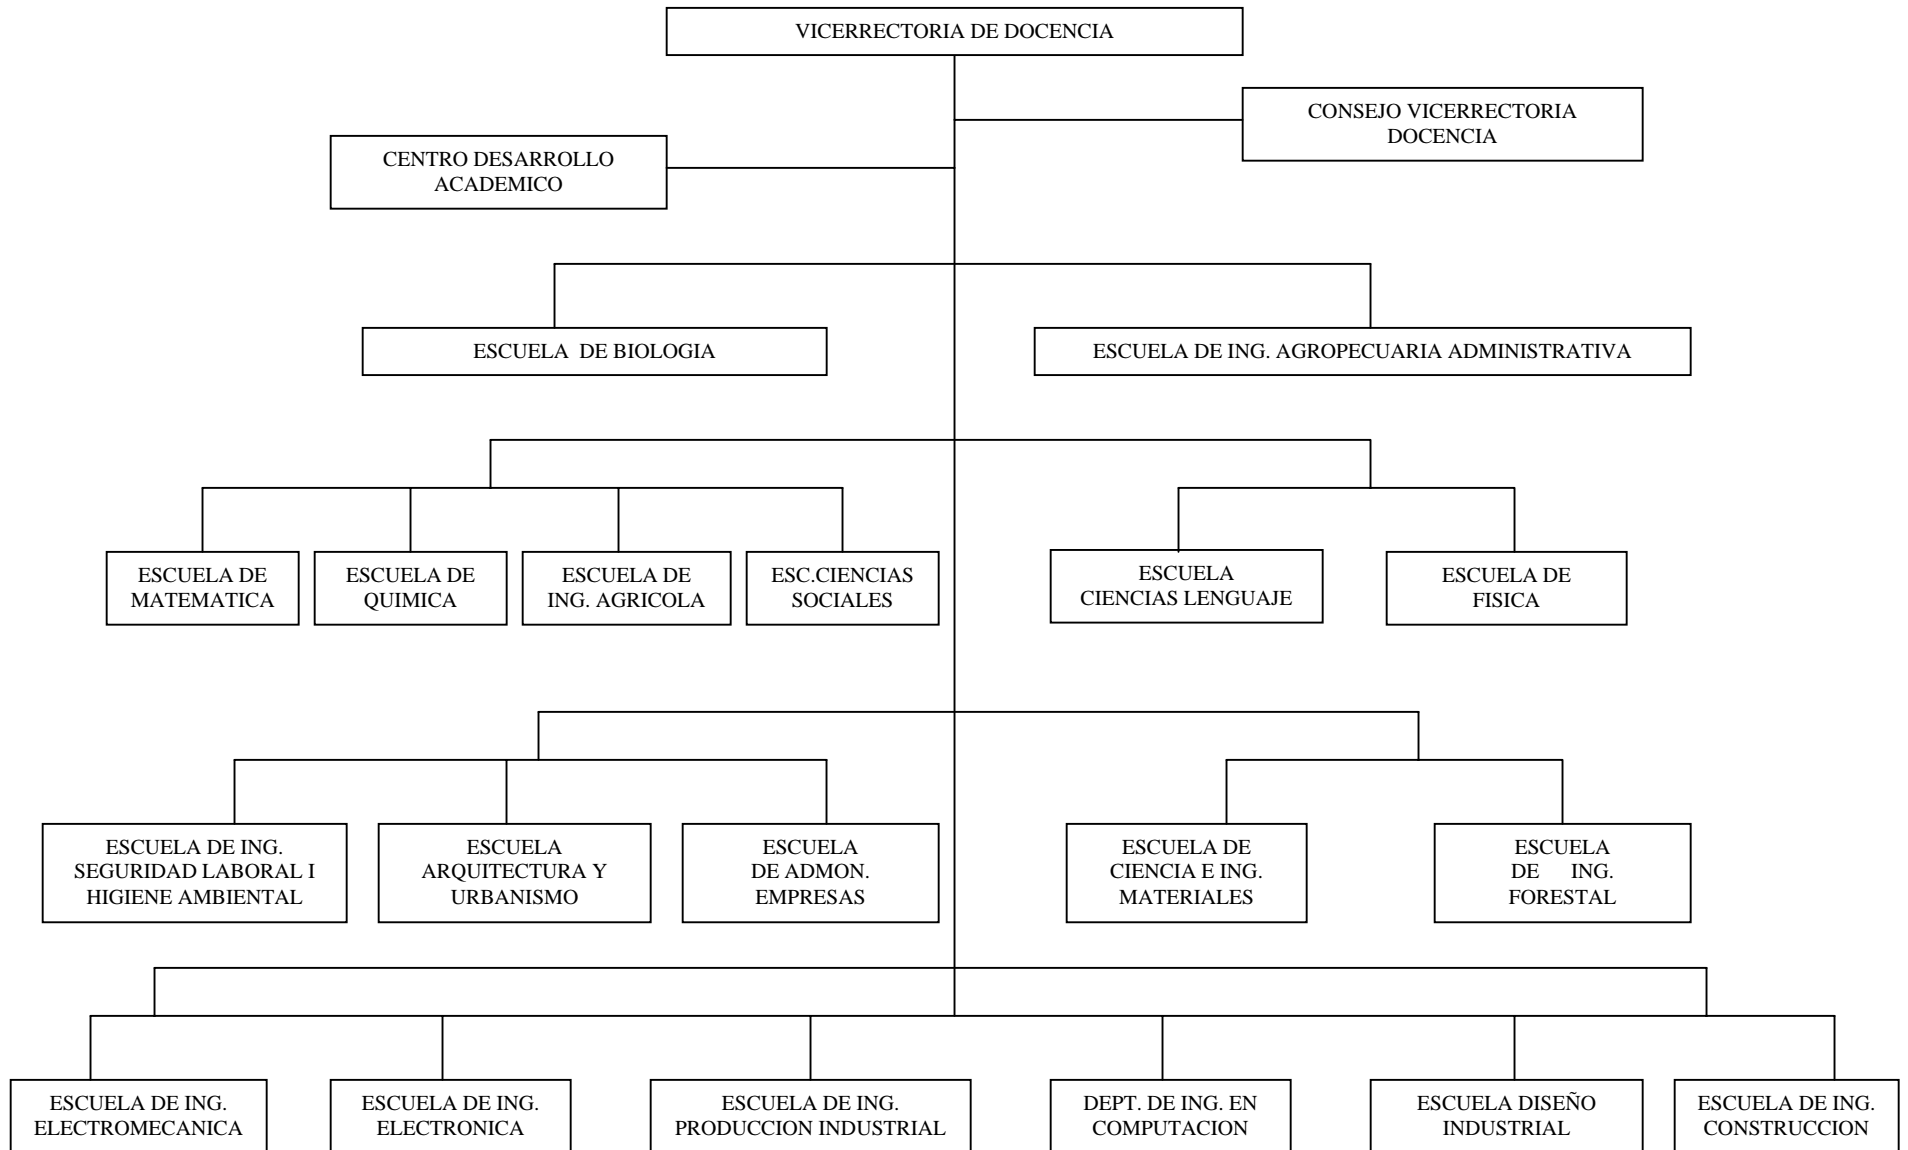 VICERRECTORIA DE DOCENCIA
CONSEJO VICERRECTORIA
DOCENCIA
CENTRO DESARROLLO
ACADEMICO
ESCUELA DE BIOLOGIA
ESCUELA DE ING. AGROPECUARIA ADMINISTRATIVA
ESCUELA DE
MATEMATICA
ESCUELA DE
QUIMICA
ESCUELA DE
ING. AGRICOLA
ESC.CIENCIAS
SOCIALES
ESCUELA
CIENCIAS LENGUAJE
ESCUELA DE
FISICA
ESCUELA DE ING.
SEGURIDAD LABORAL I
HIGIENE AMBIENTAL
ESCUELA
ARQUITECTURA Y
URBANISMO
ESCUELA
DE ADMON.
EMPRESAS
ESCUELA DE
CIENCIA E ING.
MATERIALES
ESCUELA
DE ING.
FORESTAL
ESCUELA DE ING.
ELECTROMECANICA
ESCUELA DE ING.
ELECTRONICA
ESCUELA DE ING.
PRODUCCION INDUSTRIAL
DEPT. DE ING. EN
COMPUTACION
ESCUELA DISEÑO
INDUSTRIAL
ESCUELA DE ING.
CONSTRUCCION